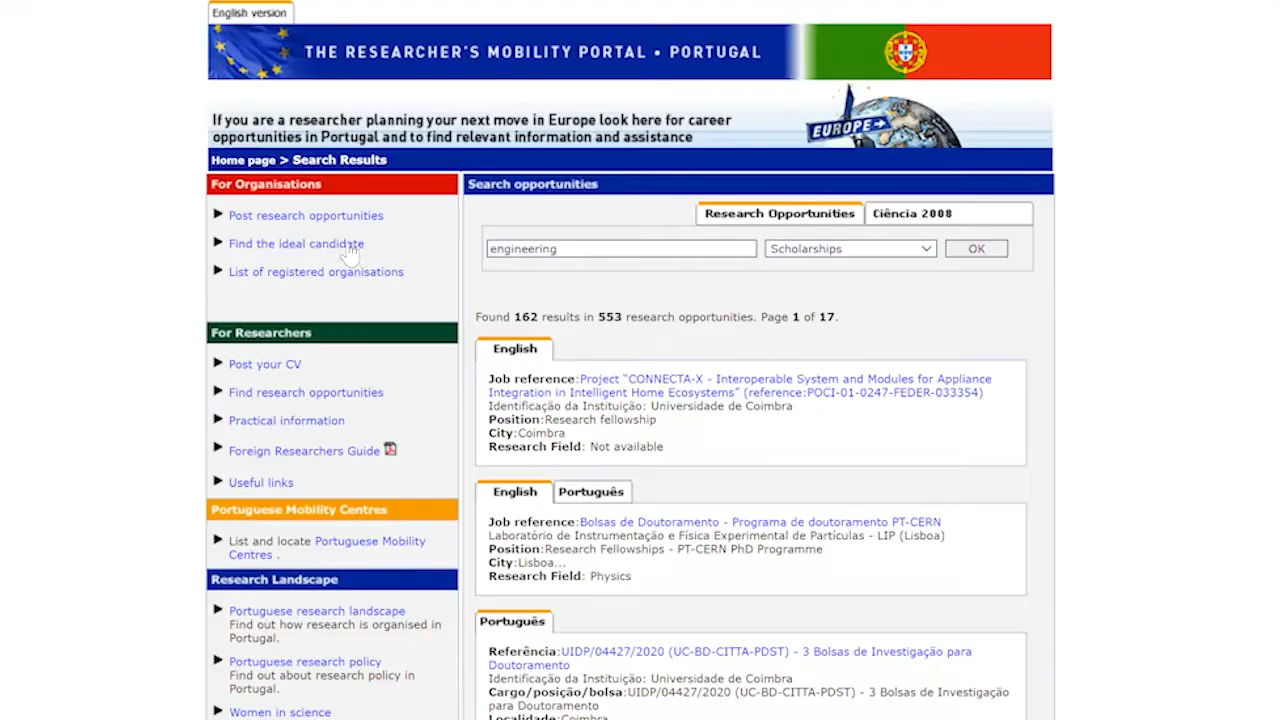 English version
THE RESEARCHER'S MOBILITY PORTAL • PORTUGAL
If you are a researcher planning your next move in Europe look here for career
opportunities in Portugal and to find relevant information and assistance
EUROPE
Home page > Search Results
For Organisations
Post research opportunities
Find the ideal candidate
List of registered organisations
For Researchers
Post your CV
Find research opportunities
Practical information
Foreign Researchers Guide
Useful links
Portuguese Mobility Centres
List and locate Portuguese Mobility
Centres .
Research Landscape
Portuguese research landscape
Find out how research is organised in
Portugal.
Portuguese research policy
Find out about research policy in
Portugal.
Women in science
Search opportunities
Research Opportunities
Ciência 2008
engineering
Scholarships
OK
Found 162 results in 553 research opportunities. Page 1 of 17.
English
Job reference:Project “CONNECTA-X - Interoperable System and Modules for Appliance
Integration in Intelligent Home Ecosystems” (reference:POCI-01-0247-FEDER-033354)
Identificação da Instituição: Universidade de Coimbra
Position:Research fellowship
City:Coimbra
Research Field: Not available
English
Português
Job reference:Bolsas de Doutoramento - Programa de doutoramento PT-CERN
Laboratório de Instrumentação e Física Experimental de Partículas - LIP (Lisboa)
Position:Research Fellowships - PT-CERN PhD Programme
City:Lisboa...
Research Field: Physics
Português
Referência:UIDP/04427/2020 (UC-BD-CITTA-PDST) - 3 Bolsas de Investigação para
Doutoramento
Identificação da Instituição: Universidade de Coimbra
Cargo/posição/bolsa:UIDP/04427/2020 (UC-BD-CITTA-PDST) - 3 Bolsas de Investigação
para Doutoramento
Localidade:Coimbra